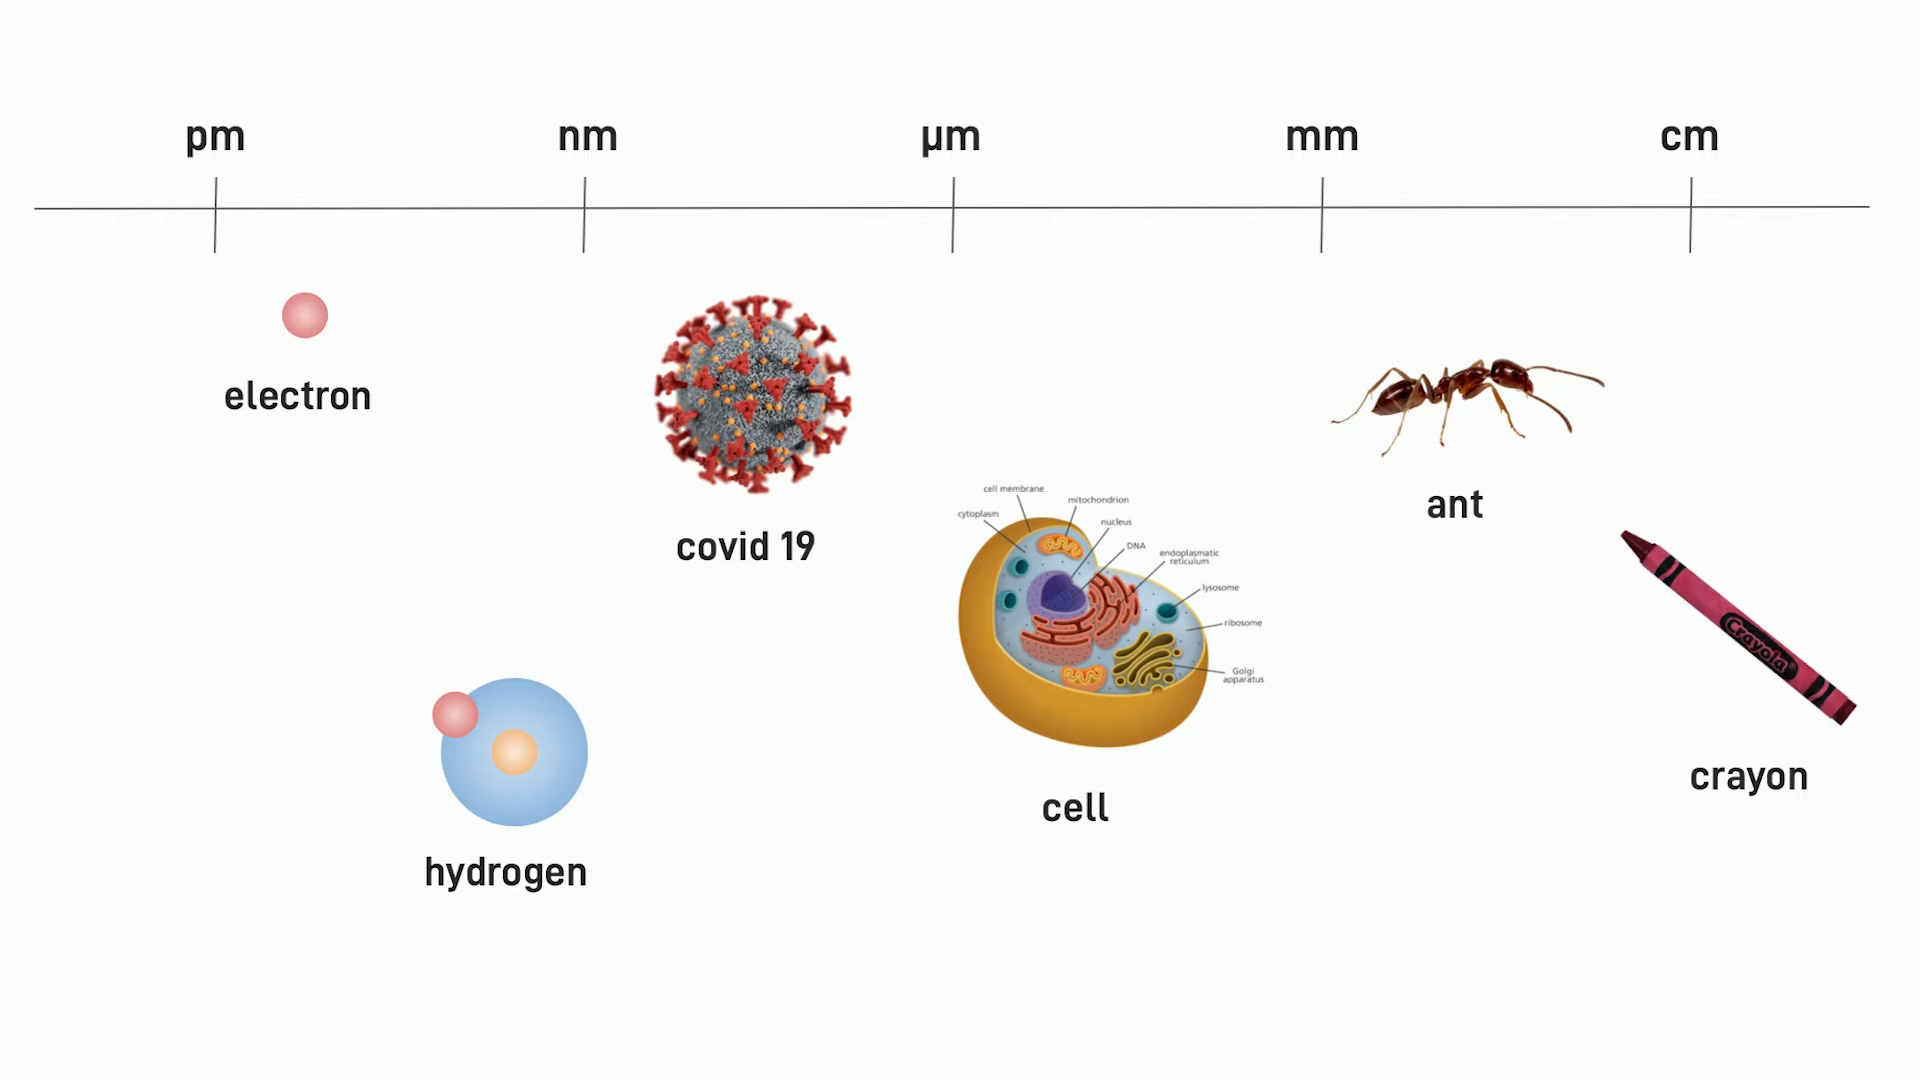 pm
nm
µm
mm
cm
electron
covid 19
ant
cell membrane
mitochondrion
cytoplasm
nucleus
DNA
endoplasmatic
reticulum
lysosome
ribosome
Golgi
apparatus
Crayola
crayon
cell
hydrogen